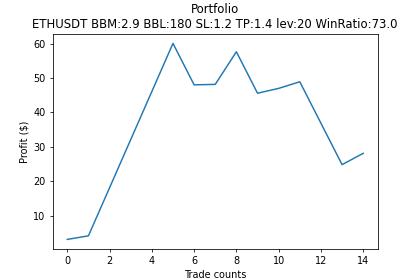 Portfolio
ETHUSDT BBM:2.9 BBL:180 SL:1.2 TP:1.4 lev:20 WinRatio:73.0
60
50
40
30
20
10
Profit ($)
0 2 4 6 8 10 12 14
Trade counts